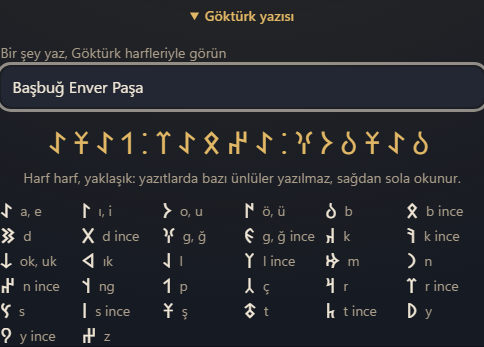 ▼ Göktürk yazısı
Bir şey yaz, Göktürk harfleriyle görün
Başbuğ Enver Paşa
𐰉𐰀𐱁𐰉𐰆𐰍:𐰀𐰤𐰋𐰀𐰼:𐰯𐰀𐱁𐰀
Harf harf, yaklaşık: yazıtlarda bazı ünlüler yazılmaz, sağdan sola okunur.
𐰀 a, e 𐰃 ı, i 𐰆 o, u 𐰇 ö, ü 𐰉 b 𐰋 b ince
𐰑 d 𐰓 d ince 𐰍 g, ğ 𐰏 g, ğ ince 𐰴 k 𐰚 k ince
𐰸 ok, uk 𐰶 ık 𐰞 l 𐰠 l ince 𐰢 m 𐰣 n
𐰤 n ince 𐰭 ng 𐰯 p 𐰲 ç 𐰺 r 𐰼 r ince
𐰽 s 𐰾 s ince 𐱁 ş 𐱃 t 𐱅 t ince 𐰖 y
𐰘 y ince 𐰔 z